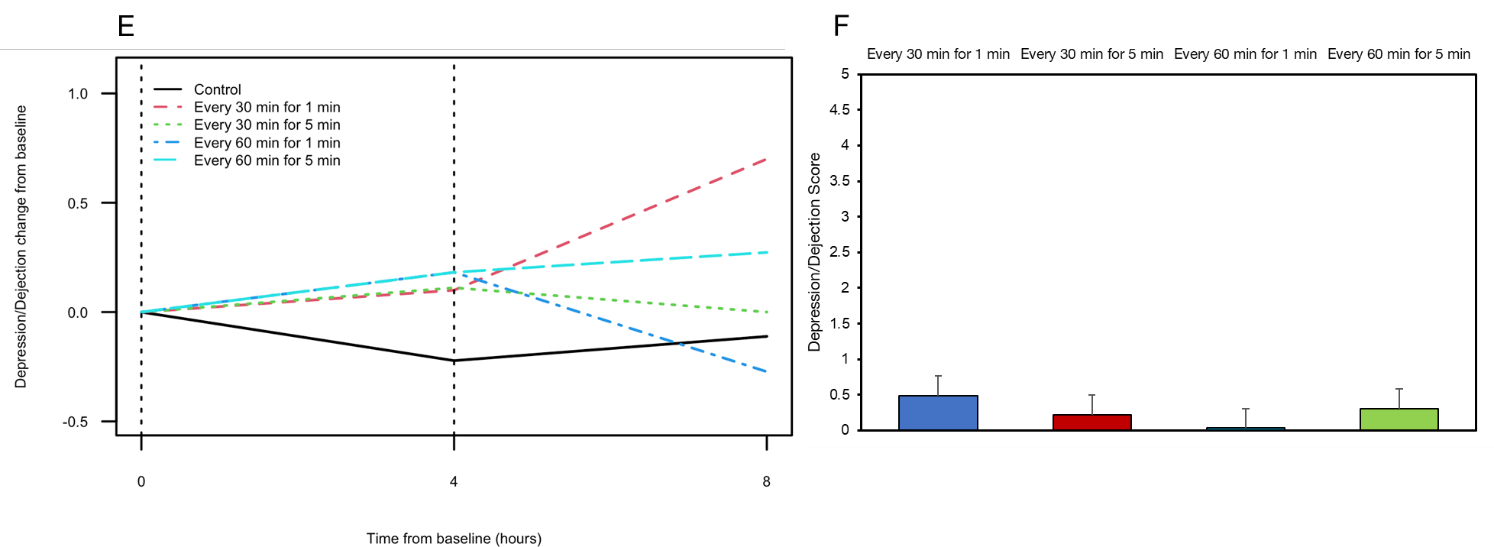 E
Depression/Dejection change from baseline
1.0
0.5
0.0
-0.5
Control
Every 30 min for 1 min
Every 30 min for 5 min
Every 60 min for 1 min
Every 60 min for 5 min
0
4
8
Time from baseline (hours)
F
Every 30 min for 1 min Every 30 min for 5 min Every 60 min for 1 min Every 60 min for 5 min
Depression/Dejection Score
5
4.5
4
3.5
3
2.5
2
1.5
1
0.5
0